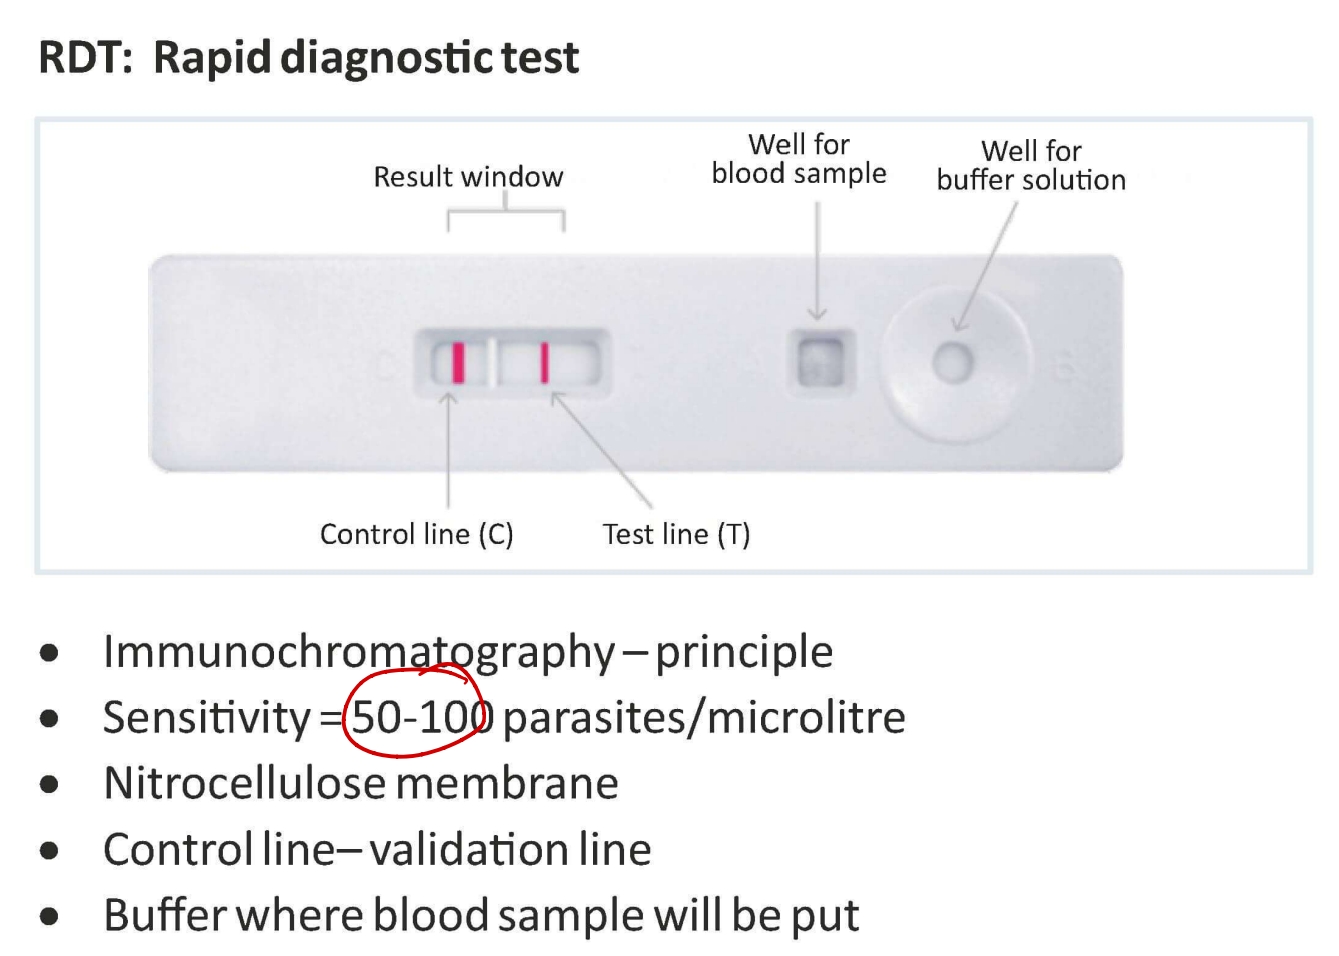 RDT: Rapid diagnostic test
Result window
Well for
blood sample
Well for
buffer solution
Control line (C)
Test line (T)
• Immunochromatography – principle
• Sensitivity = 50-100 parasites/microlitre
• Nitrocellulose membrane
• Control line– validation line
• Buffer where blood sample will be put